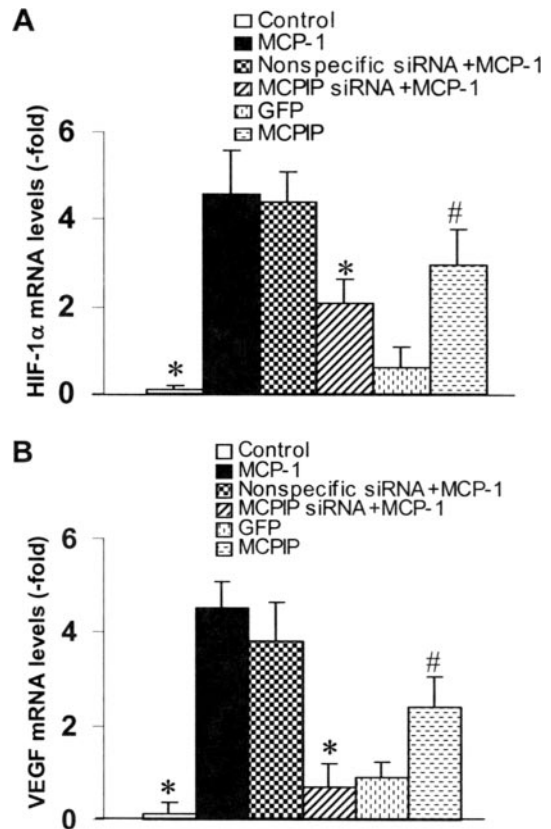 A
Control
MCP-1
Nonspecific siRNA+MCP-1
MCPIP siRNA+MCP-1
GFP
MCPIP
HIF-1α mRNA levels (-fold)
6
4
2
0
*
*
#
B
Control
MCP-1
Nonspecific siRNA+MCP-1
MCPIP siRNA+MCP-1
GFP
MCPIP
VEGF mRNA levels (-fold)
6
4
2
0
*
*
#